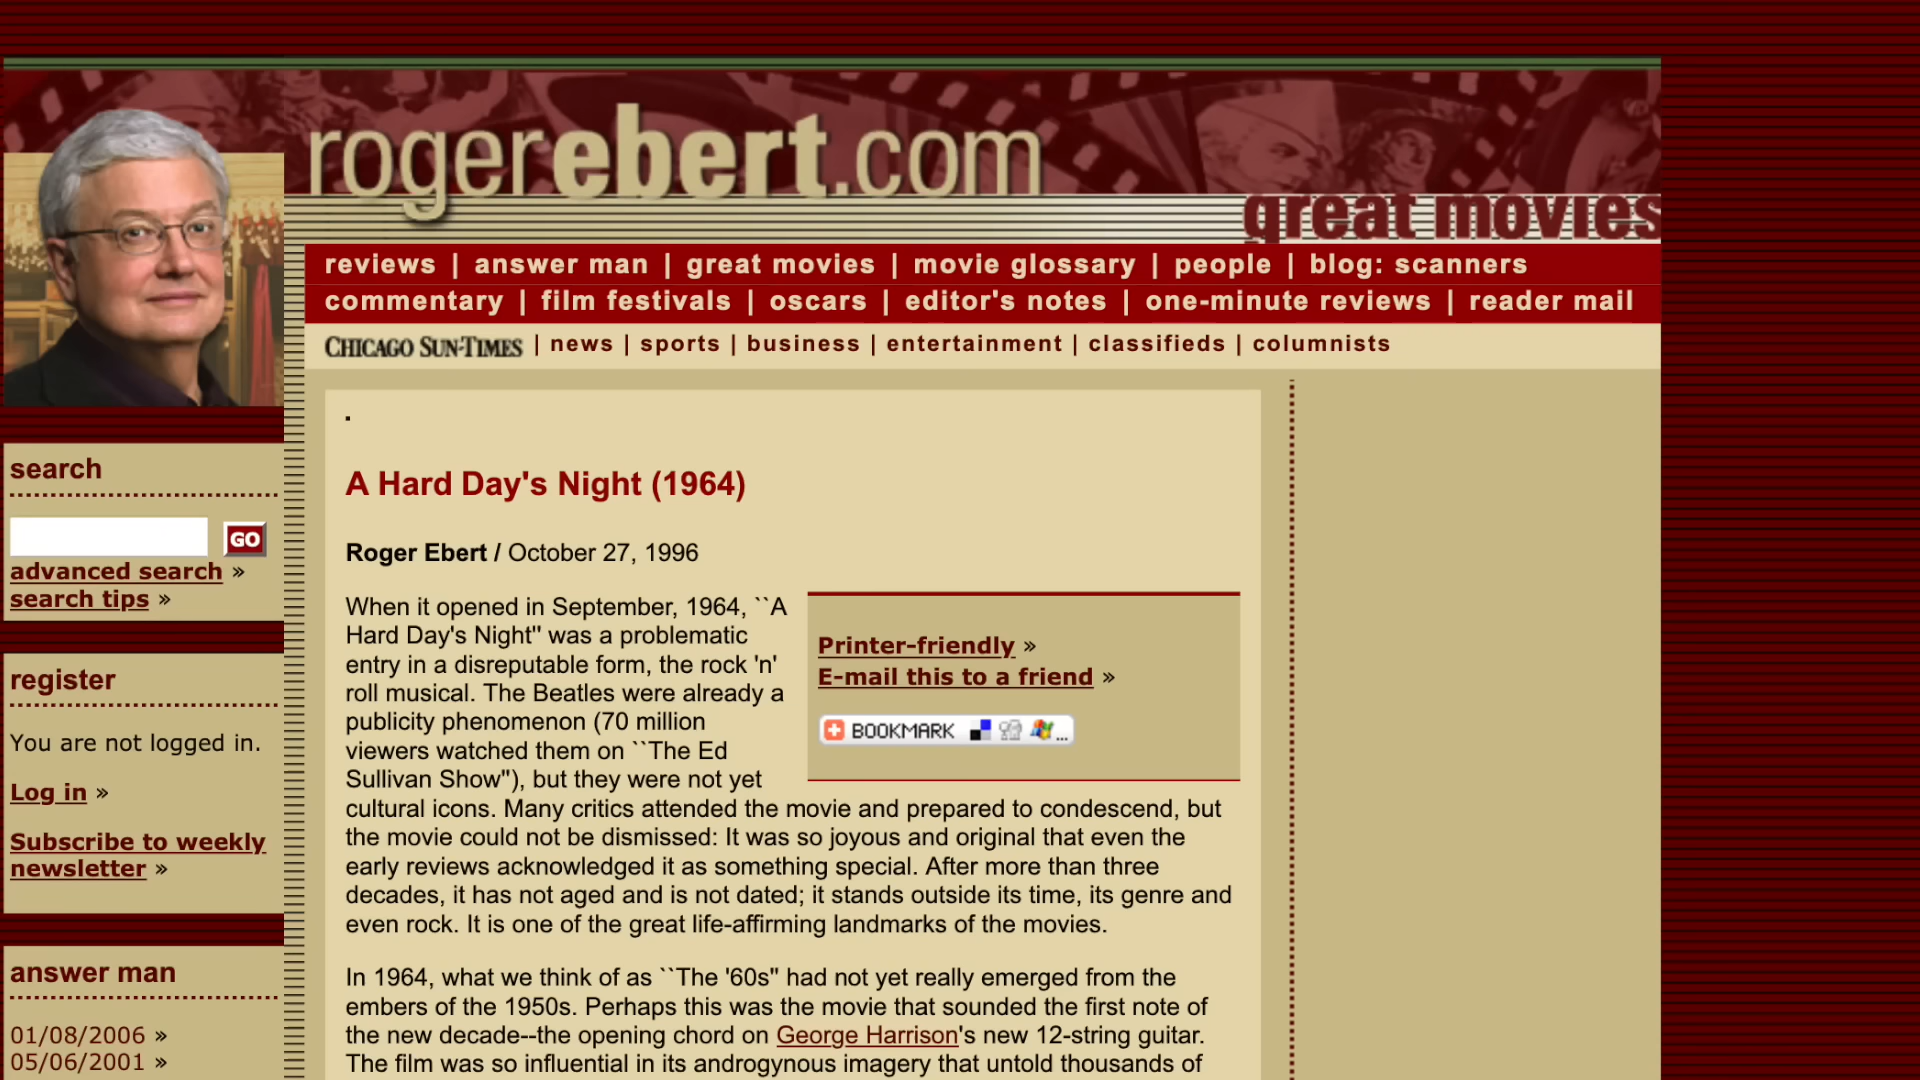 rogerebert.com
great movies
reviews | answer man | great movies | movie glossary | people | blog: scanners
commentary | film festivals | oscars | editor's notes | one-minute reviews | reader mail
CHICAGO SUN-TIMES | news | sports | business | entertainment | classifieds | columnists
search
GO
advanced search »
search tips »
register
You are not logged in.
Log in »
Subscribe to weekly
newsletter »
answer man
01/08/2006 »
05/06/2001 »
.
A Hard Day's Night (1964)
Roger Ebert / October 27, 1996
Printer-friendly »
E-mail this to a friend »
BOOKMARK ...
When it opened in September, 1964, ``A
Hard Day's Night'' was a problematic
entry in a disreputable form, the rock 'n'
roll musical. The Beatles were already a
publicity phenomenon (70 million
viewers watched them on ``The Ed
Sullivan Show''), but they were not yet
cultural icons. Many critics attended the movie and prepared to condescend, but
the movie could not be dismissed: It was so joyous and original that even the
early reviews acknowledged it as something special. After more than three
decades, it has not aged and is not dated; it stands outside its time, its genre and
even rock. It is one of the great life-affirming landmarks of the movies.
In 1964, what we think of as ``The '60s'' had not yet really emerged from the
embers of the 1950s. Perhaps this was the movie that sounded the first note of
the new decade--the opening chord on George Harrison's new 12-string guitar.
The film was so influential in its androgynous imagery that untold thousands of